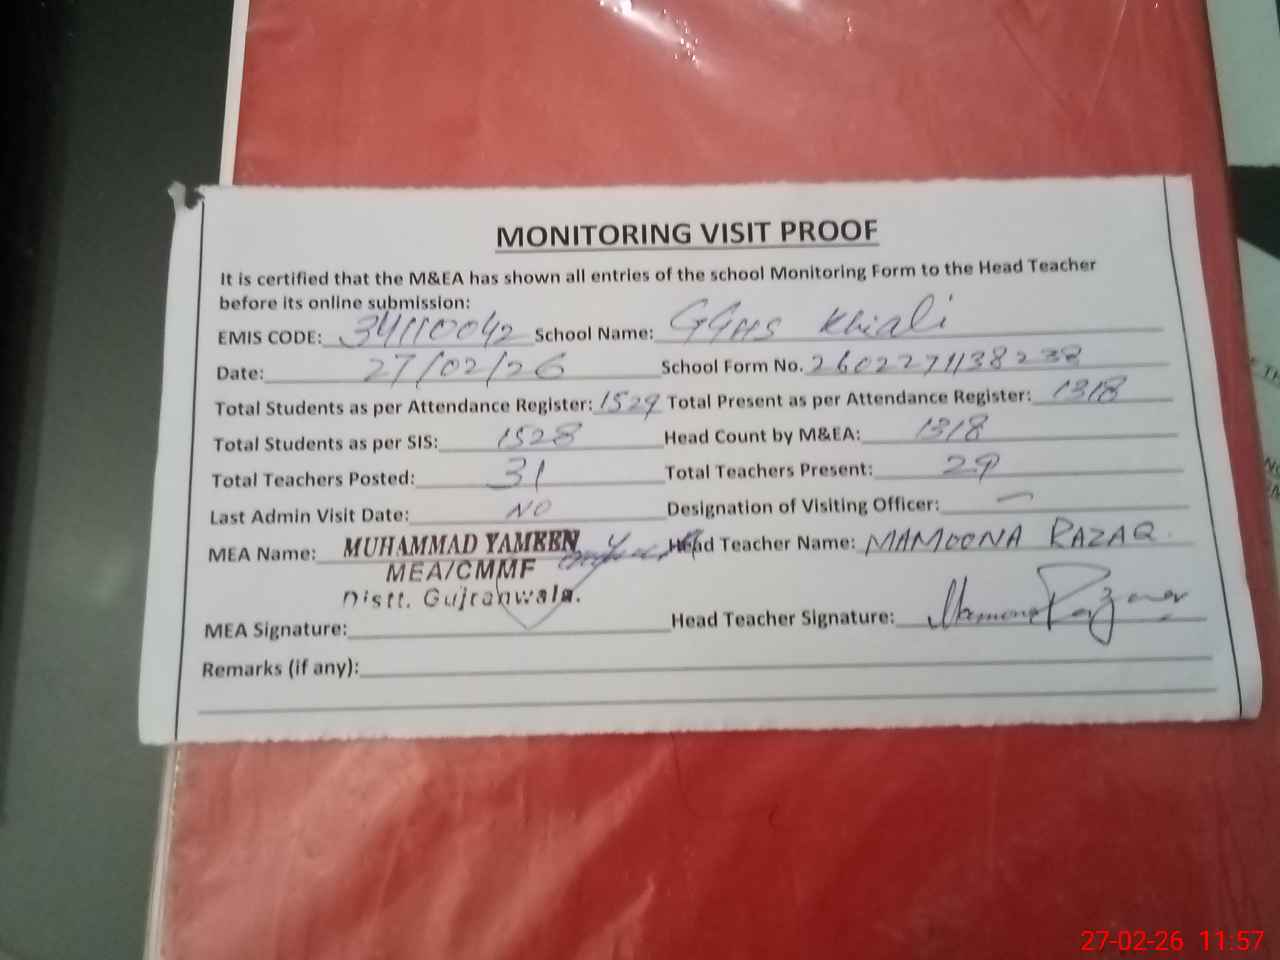 MONITORING VISIT PROOF
It is certified that the M&EA has shown all entries of the school Monitoring Form to the Head Teacher
before its online submission:
EMIS CODE: 34110042 School Name: GGHS Khiali
Date: 27/02/26 School Form No. 2602271138238
Total Students as per Attendance Register: 1529 Total Present as per Attendance Register: 1318
Total Students as per SIS: 1528 Head Count by M&EA: 1318
Total Teachers Posted: 31 Total Teachers Present: 29
Last Admin Visit Date: NO Designation of Visiting Officer: —
MEA Name: MUHAMMAD YAMEEN Head Teacher Name: MAMOONA RAZAQ
MEA/CMMF
Distt. Gujranwala.
MEA Signature: Head Teacher Signature:
Remarks (if any):
27-02-26 11:57